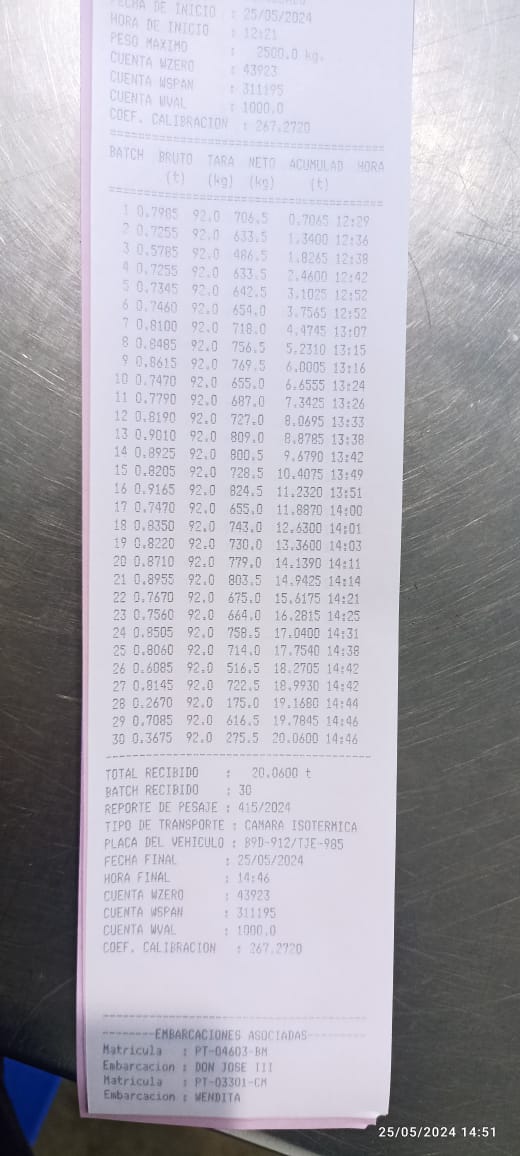 FECHA DE INICIO : 25/05/2024
HORA DE INICIO : 12:21
PESO MAXIMO : 2500.0 kg.
CUENTA WZERO : 43923
CUENTA WSPAN : 311195
CUENTA WVAL : 1000.0
COEF. CALIBRACION : 267.2720
BATCH BRUTO TARA NETO ACUMULAD HORA
(t) (kg) (kg) (t)
1 0.7985 92.0 706.5 0.7065 12:29
2 0.7255 92.0 633.5 1.3400 12:36
3 0.5785 92.0 486.5 1.8265 12:38
4 0.7255 92.0 633.5 2.4600 12:42
5 0.7345 92.0 642.5 3.1025 12:52
6 0.7460 92.0 654.0 3.7565 12:52
7 0.8100 92.0 718.0 4.4745 13:07
8 0.8485 92.0 756.5 5.2310 13:15
9 0.8615 92.0 769.5 6.0005 13:16
10 0.7470 92.0 655.0 6.6555 13:24
11 0.7790 92.0 687.0 7.3425 13:26
12 0.8190 92.0 727.0 8.0695 13:33
13 0.9010 92.0 809.0 8.8785 13:38
14 0.8925 92.0 800.5 9.6790 13:42
15 0.8205 92.0 728.5 10.4075 13:49
16 0.9165 92.0 824.5 11.2320 13:51
17 0.7470 92.0 655.0 11.8870 14:00
18 0.8350 92.0 743.0 12.6300 14:01
19 0.8220 92.0 730.0 13.3600 14:03
20 0.8710 92.0 779.0 14.1390 14:11
21 0.8955 92.0 803.5 14.9425 14:14
22 0.7670 92.0 675.0 15.6175 14:21
23 0.7560 92.0 664.0 16.2815 14:25
24 0.8505 92.0 758.5 17.0400 14:31
25 0.8060 92.0 714.0 17.7540 14:38
26 0.6085 92.0 516.5 18.2705 14:42
27 0.8145 92.0 722.5 18.9930 14:42
28 0.2670 92.0 175.0 19.1680 14:44
29 0.7085 92.0 616.5 19.7845 14:46
30 0.3675 92.0 275.5 20.0600 14:46
TOTAL RECIBIDO : 20.0600 t
BATCH RECIBIDO : 30
REPORTE DE PESAJE : 415/2024
TIPO DE TRANSPORTE : CAMARA ISOTERMICA
PLACA DEL VEHICULO : B9D-912/TJE-985
FECHA FINAL : 25/05/2024
HORA FINAL : 14:46
CUENTA WZERO : 43923
CUENTA WSPAN : 311195
CUENTA WVAL : 1000.0
COEF. CALIBRACION : 267.2720
--------EMBARCACIONES ASOCIADAS--------
Matricula : PT-04603-BM
Embarcacion : DON JOSE III
Matricula : PT-03301-CM
Embarcacion : WENDITA
25/05/2024 14:51